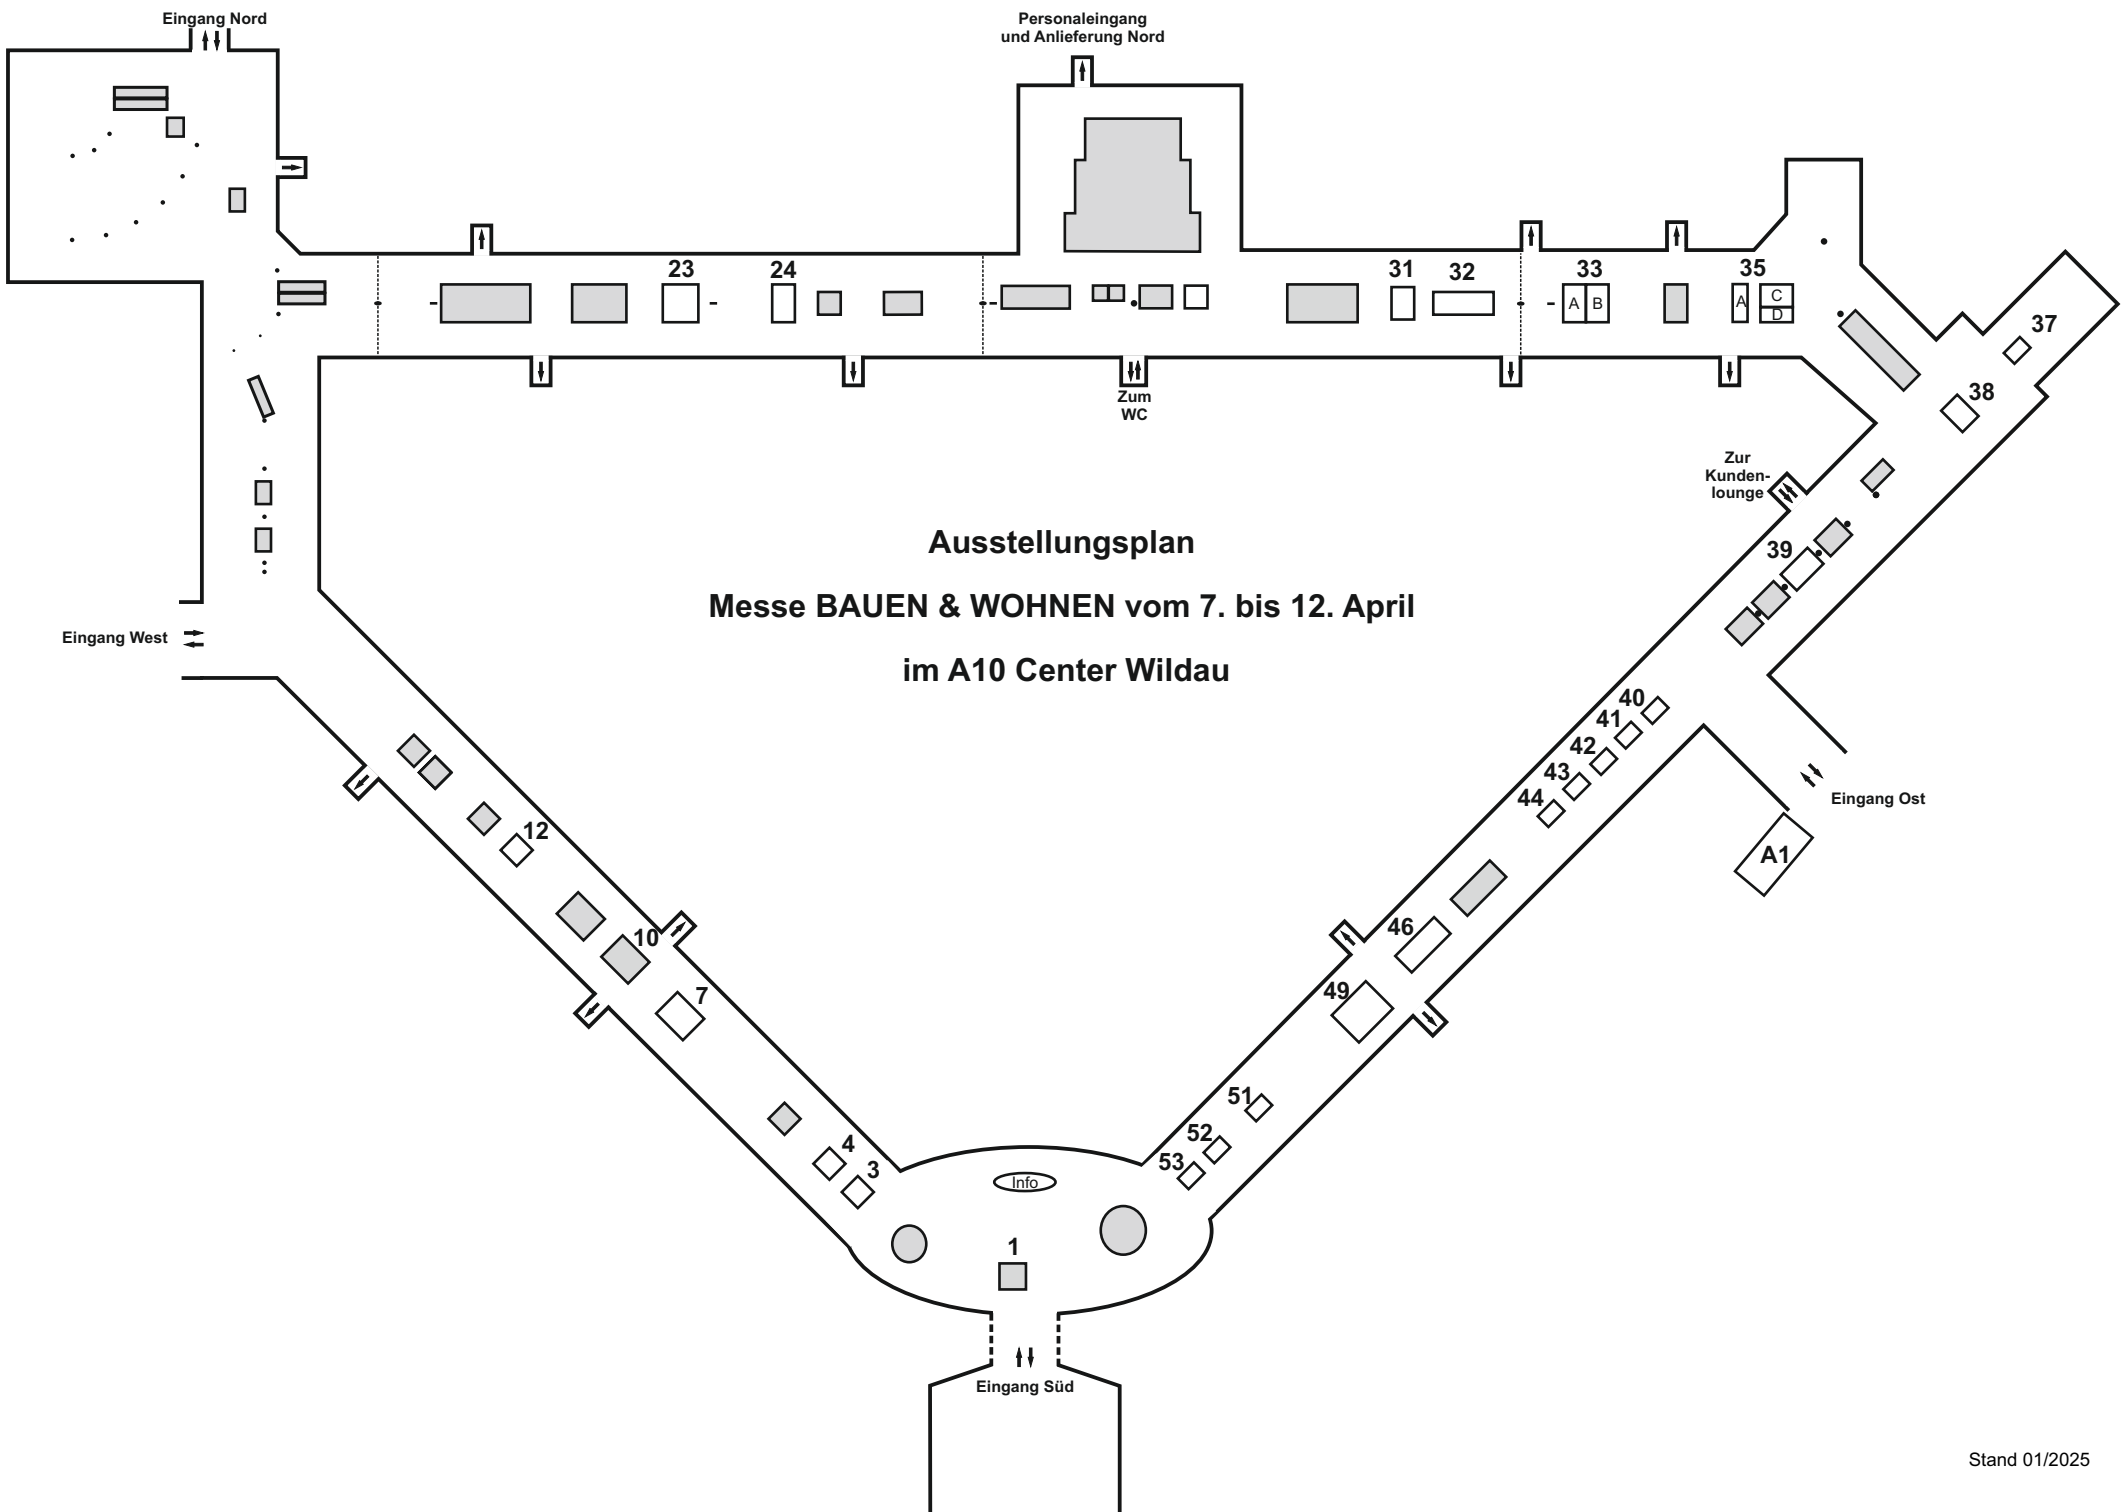 Eingang Nord
Personaleingang
und Anlieferung Nord
23
24
31
32
33
35
A
B
A
C
D
37
38
Zum
WC
Zur
Kunden-
lounge
39
Ausstellungsplan
Messe BAUEN & WOHNEN vom 7. bis 12. April
im A10 Center Wildau
Eingang West
40
41
42
43
44
Eingang Ost
A1
12
10
7
46
49
51
52
53
4
3
Info
1
Eingang Süd
Stand 01/2025